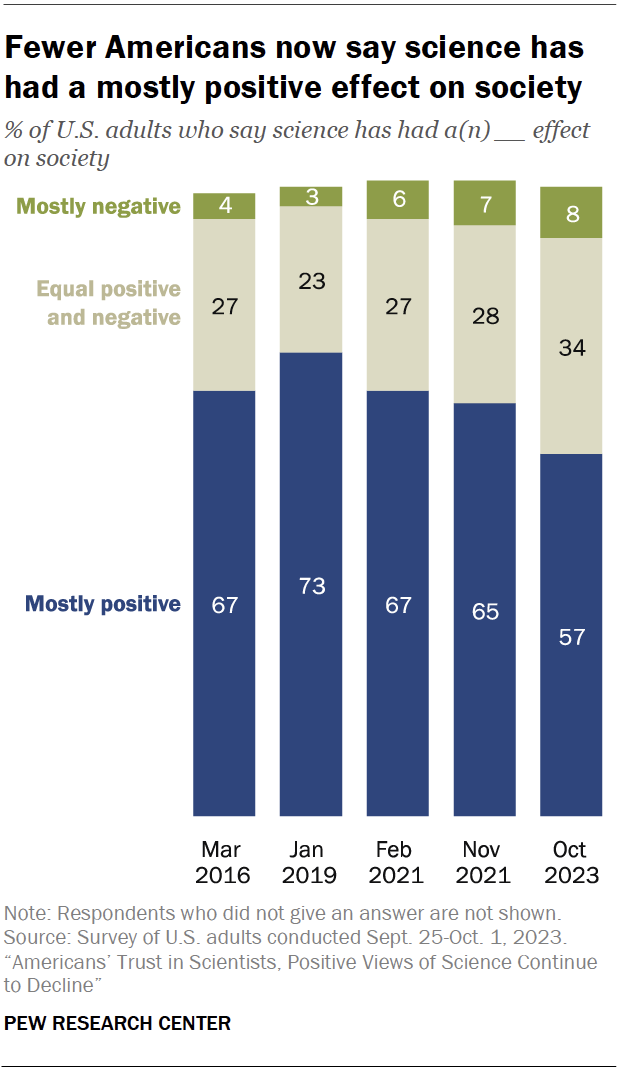 Fewer Americans now say science has
had a mostly positive effect on society
% of U.S. adults who say science has had a(n) __ effect
on society
Mostly negative
4
3
6
7
8
Equal positive
and negative
27
23
27
28
34
Mostly positive
67
73
67
65
57
Mar
2016
Jan
2019
Feb
2021
Nov
2021
Oct
2023
Note: Respondents who did not give an answer are not shown.
Source: Survey of U.S. adults conducted Sept. 25-Oct. 1, 2023.
“Americans’ Trust in Scientists, Positive Views of Science Continue
to Decline”
PEW RESEARCH CENTER